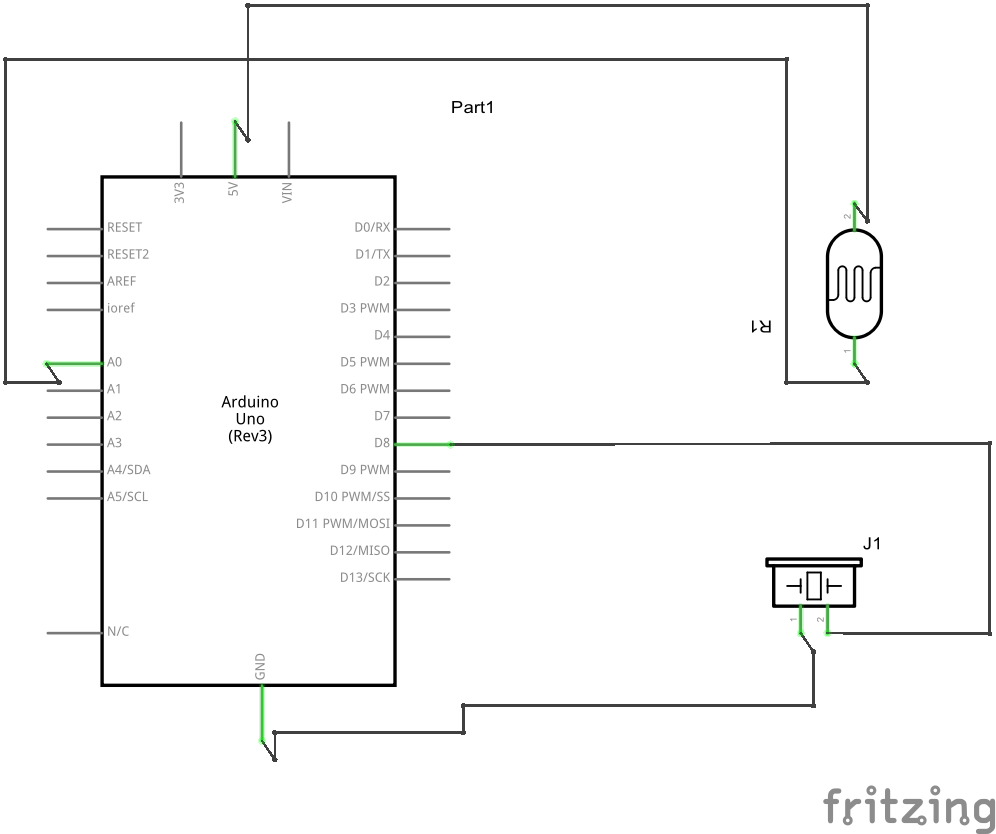 Part1
3V3
5V
VIN
RESET
D0/RX
RESET2
D1/TX
AREF
D2
ioref
D3 PWM
D4
A0
D5 PWM
A1
D6 PWM
A2
D7
A3
D8
A4/SDA
D9 PWM
A5/SCL
D10 PWM/SS
D11 PWM/MOSI
D12/MISO
D13/SCK
N/C
GND
Arduino
Uno
(Rev3)
2
R1
1
J1
1
2
fritzing